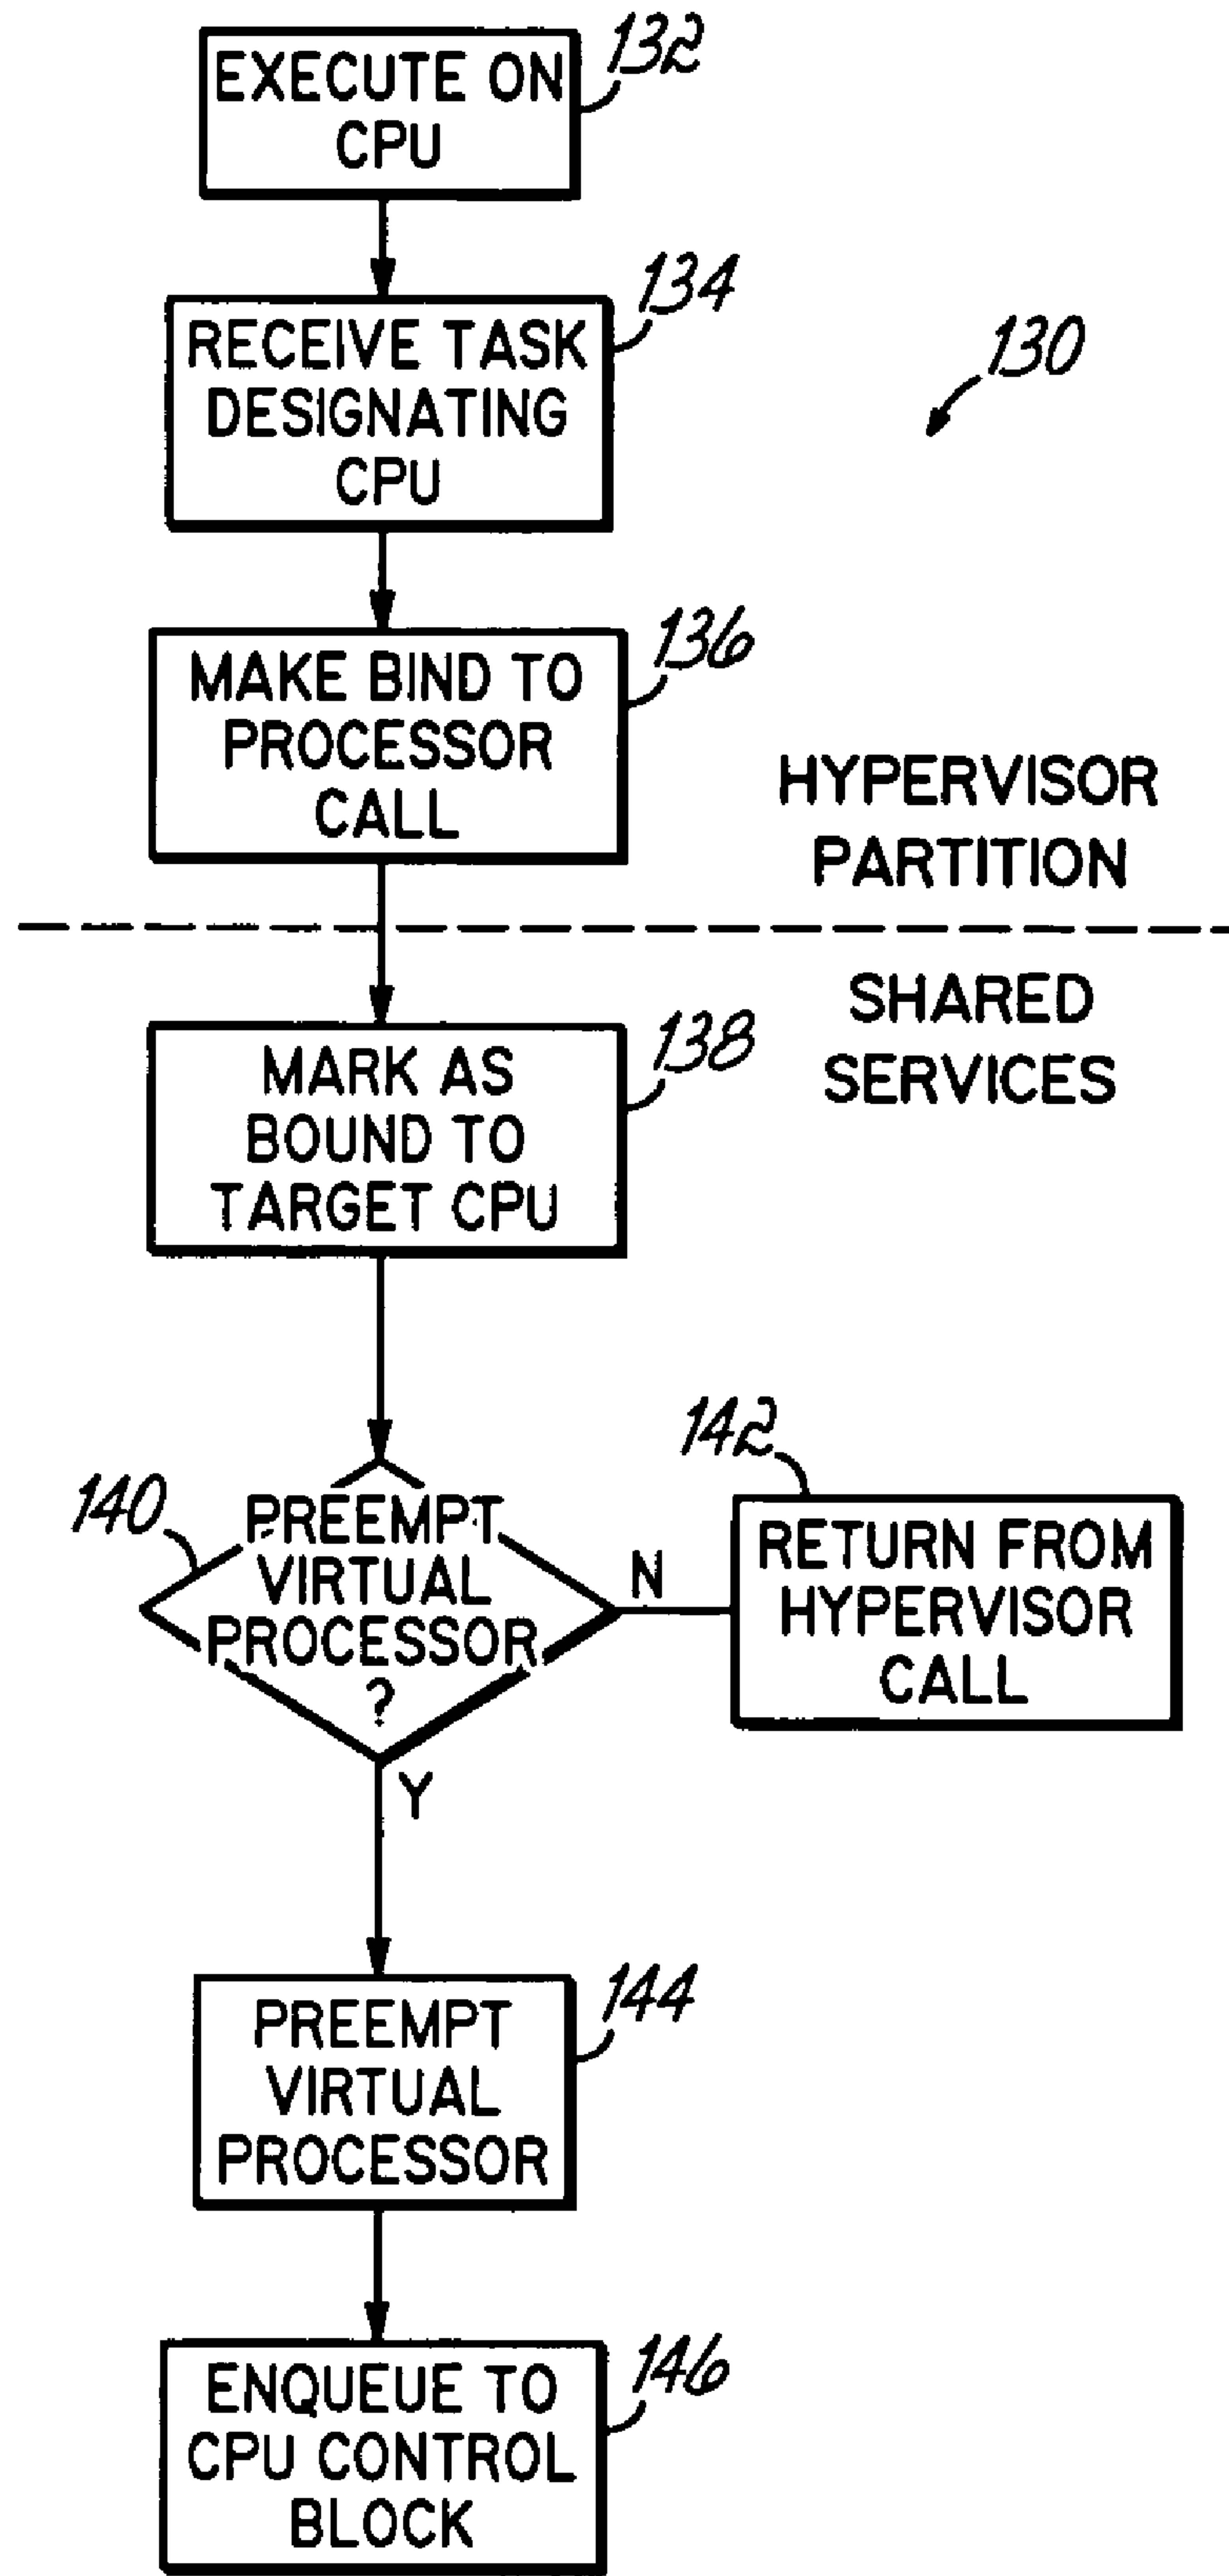 EXECUTE ON
CPU
132
RECEIVE TASK
DESIGNATING
CPU
134
130
MAKE BIND TO
PROCESSOR
CALL
136
HYPERVISOR
PARTITION
SHARED
SERVICES
MARK AS
BOUND TO
TARGET CPU
138
140
PREEMPT
VIRTUAL
PROCESSOR
?
N
Y
142
RETURN FROM
HYPERVISOR
CALL
PREEMPT
VIRTUAL
PROCESSOR
144
ENQUEUE TO
CPU CONTROL
BLOCK
146